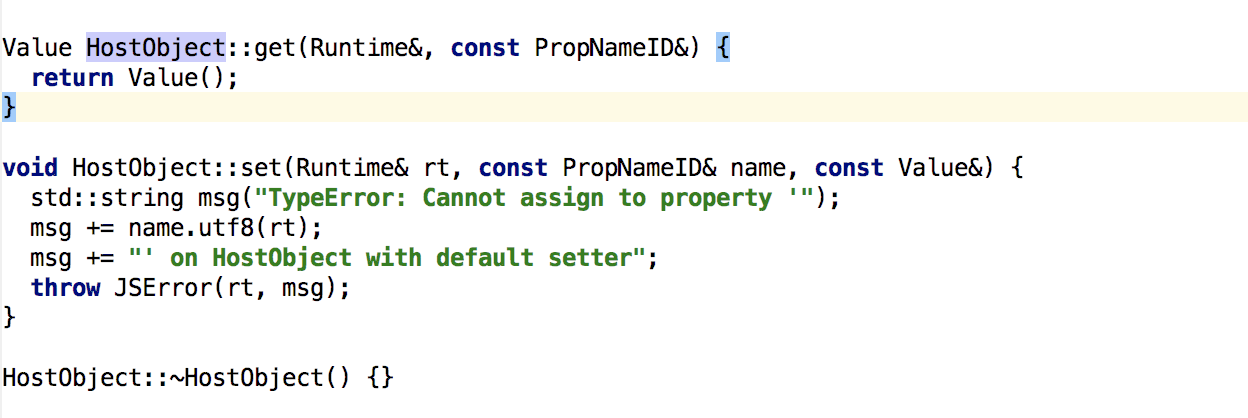 Value HostObject::get(Runtime&, const PropNameID&) {
  return Value();
}
void HostObject::set(Runtime& rt, const PropNameID& name, const Value&) {
  std::string msg("TypeError: Cannot assign to property '");
  msg += name.utf8(rt);
  msg += "' on HostObject with default setter";
  throw JSError(rt, msg);
}
HostObject::~HostObject() {}